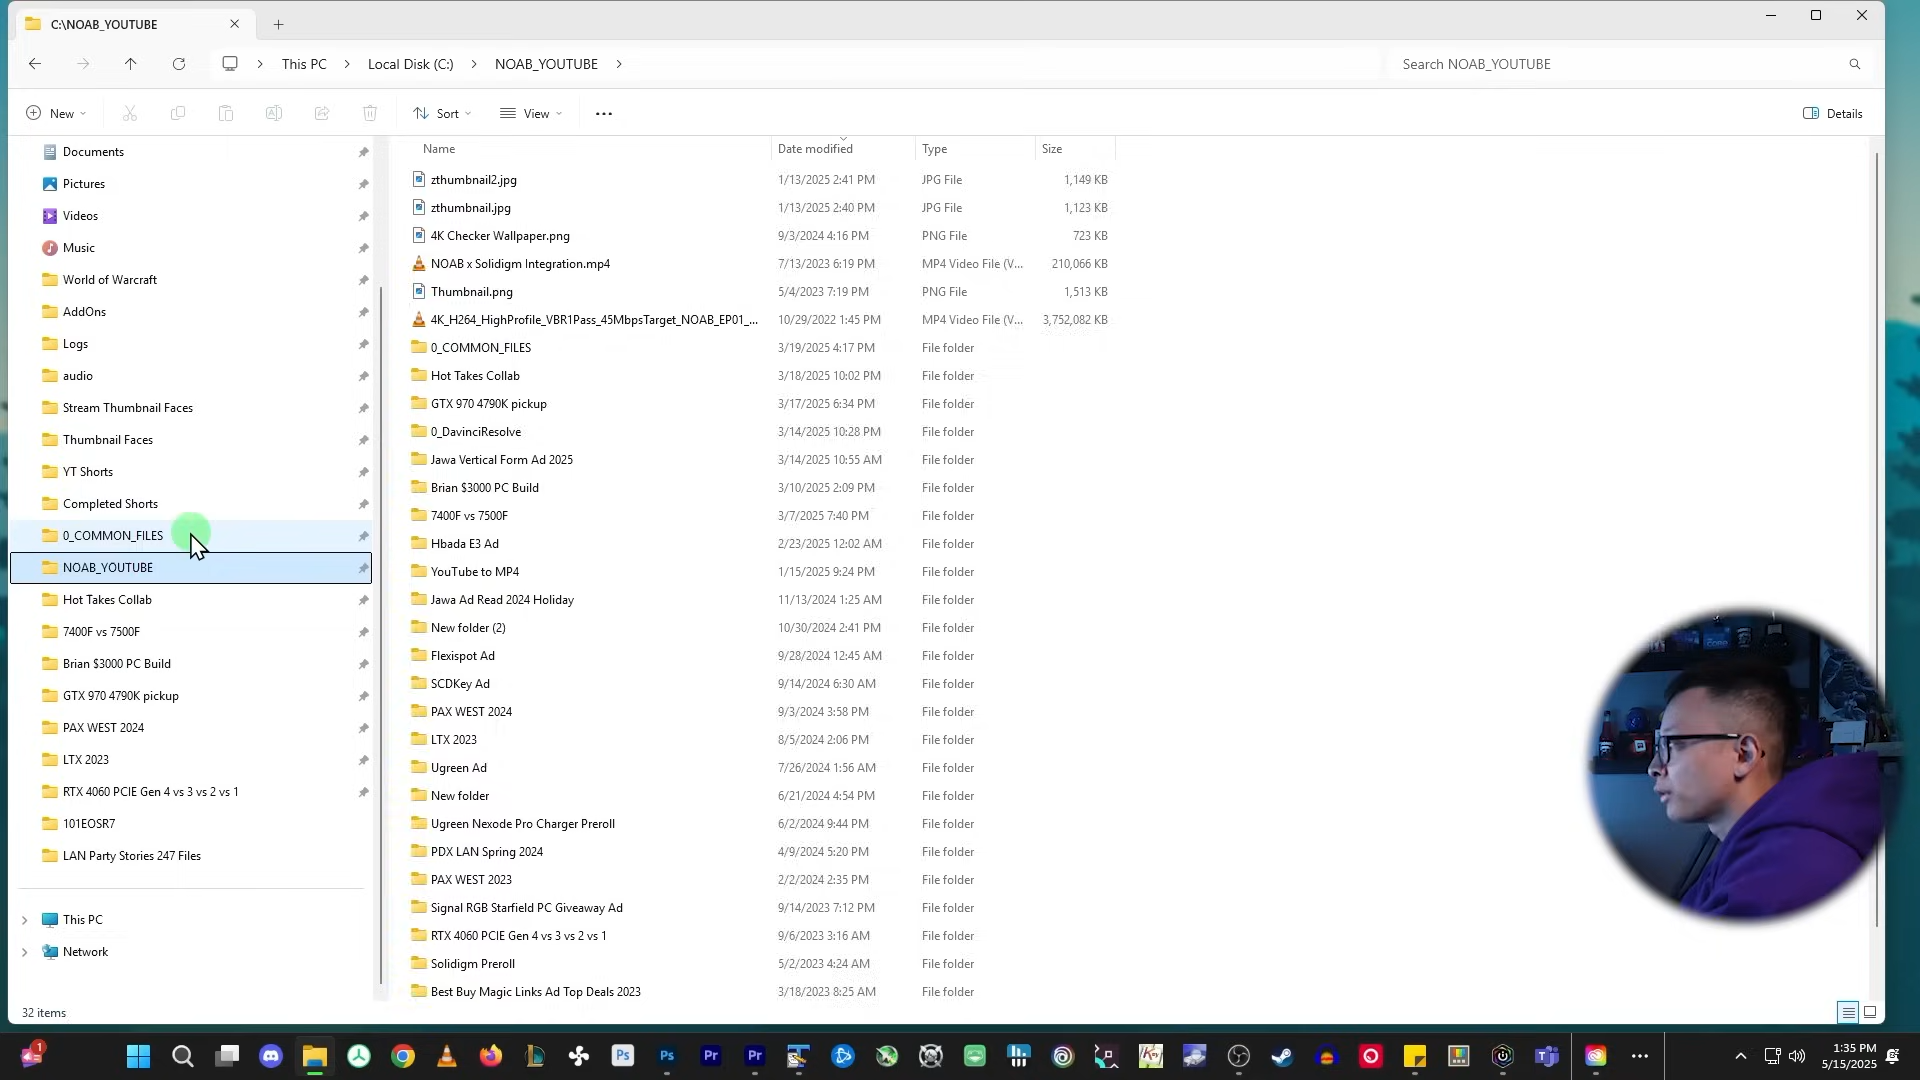 C:\NOAB_YOUTUBE
This PC
Local Disk (C:)
NOAB_YOUTUBE
Search NOAB_YOUTUBE
New
Sort
View
Details
Documents
Pictures
Videos
Music
World of Warcraft
AddOns
Logs
audio
Stream Thumbnail Faces
Thumbnail Faces
YT Shorts
Completed Shorts
0_COMMON_FILES
NOAB_YOUTUBE
Hot Takes Collab
7400F vs 7500F
Brian $3000 PC Build
GTX 970 4790K pickup
PAX WEST 2024
LTX 2023
RTX 4060 PCIE Gen 4 vs 3 vs 2 vs 1
101EOSR7
LAN Party Stories 247 Files
This PC
Network
Name Date modified Type Size
zthumbnail2.jpg 1/13/2025 2:41 PM JPG File 1,149 KB
zthumbnail.jpg 1/13/2025 2:40 PM JPG File 1,123 KB
4K Checker Wallpaper.png 9/3/2024 4:16 PM PNG File 723 KB
NOAB x Solidigm Integration.mp4 7/13/2023 6:19 PM MP4 Video File (V... 210,066 KB
Thumbnail.png 5/4/2023 7:19 PM PNG File 1,513 KB
4K_H264_HighProfile_VBR1Pass_45MbpsTarget_NOAB_EP01_... 10/29/2022 1:45 PM MP4 Video File (V... 3,752,082 KB
0_COMMON_FILES 3/19/2025 4:17 PM File folder
Hot Takes Collab 3/18/2025 10:02 PM File folder
GTX 970 4790K pickup 3/17/2025 6:34 PM File folder
0_DavinciResolve 3/14/2025 10:28 PM File folder
Jawa Vertical Form Ad 2025 3/14/2025 10:55 AM File folder
Brian $3000 PC Build 3/10/2025 2:09 PM File folder
7400F vs 7500F 3/7/2025 7:40 PM File folder
Hbada E3 Ad 2/23/2025 12:02 AM File folder
YouTube to MP4 1/15/2025 9:24 PM File folder
Jawa Ad Read 2024 Holiday 11/13/2024 1:25 AM File folder
New folder (2) 10/30/2024 2:41 PM File folder
Flexispot Ad 9/28/2024 12:45 AM File folder
SCDKey Ad 9/14/2024 6:30 AM File folder
PAX WEST 2024 9/3/2024 3:58 PM File folder
LTX 2023 8/5/2024 2:06 PM File folder
Ugreen Ad 7/26/2024 1:56 AM File folder
New folder 6/21/2024 4:54 PM File folder
Ugreen Nexode Pro Charger Preroll 6/2/2024 9:44 PM File folder
PDX LAN Spring 2024 4/9/2024 5:20 PM File folder
PAX WEST 2023 2/2/2024 2:35 PM File folder
Signal RGB Starfield PC Giveaway Ad 9/14/2023 7:12 PM File folder
RTX 4060 PCIE Gen 4 vs 3 vs 2 vs 1 9/6/2023 3:16 AM File folder
Solidigm Preroll 5/2/2023 4:24 AM File folder
Best Buy Magic Links Ad Top Deals 2023 3/18/2023 8:25 AM File folder
32 items
1
Ps
Ps
Pr
Pr
Key
1:35 PM
5/15/2025